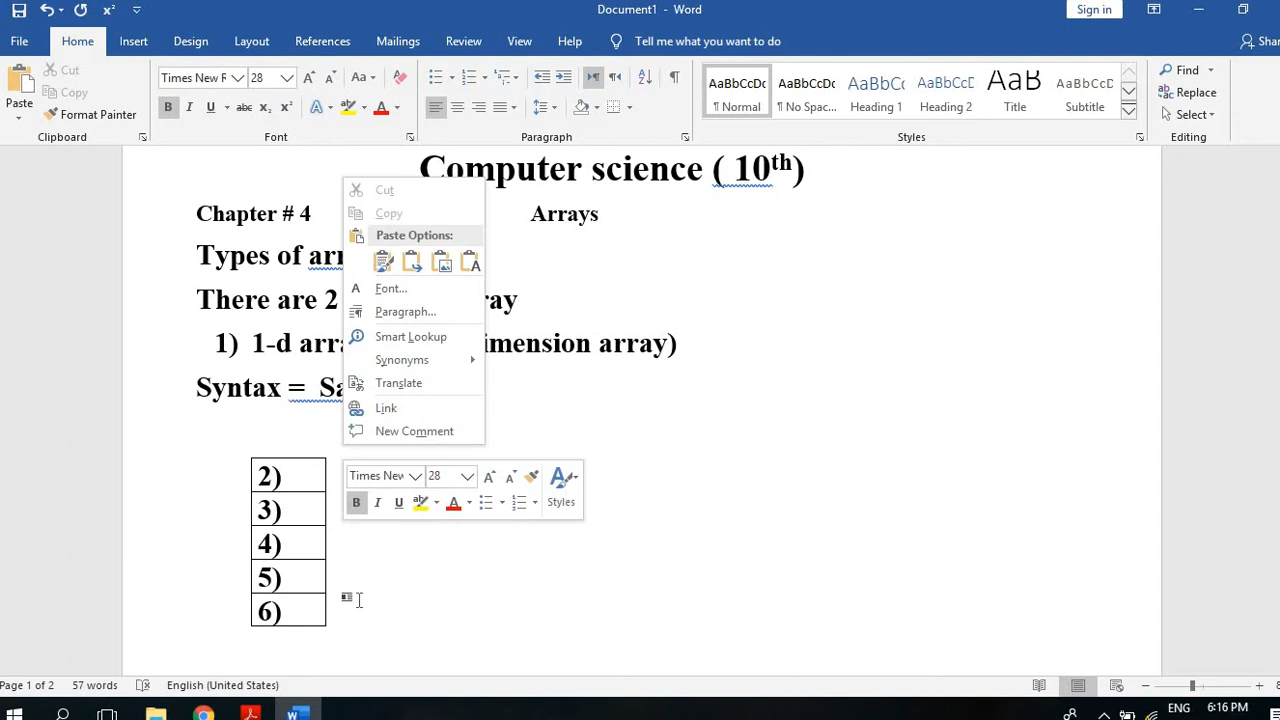 Document1 - Word
Sign in
File Home Insert Design Layout References Mailings Review View Help Tell me what you want to do
Paste
Cut
Copy
Format Painter
Clipboard
Times New R 28
Font
Paragraph
AaBbCcDc AaBbCcDc AaBbCc AaBbCcE AaB AaBbCcDc
¶ Normal ¶ No Spac... Heading 1 Heading 2 Title Subtitle
Styles
Find
Replace
Select
Editing
Computer science ( 10th)
Chapter # 4 Arrays
Types of arr
There are 2
1) 1-d arra imension array)
Syntax = Sa
Cut
Copy
Paste Options:
Font...
Paragraph...
Smart Lookup
Synonyms
Translate
Link
New Comment
Times New 28
Styles
2)
3)
4)
5)
6)
Page 1 of 2 57 words English (United States)
ENG 6:16 PM